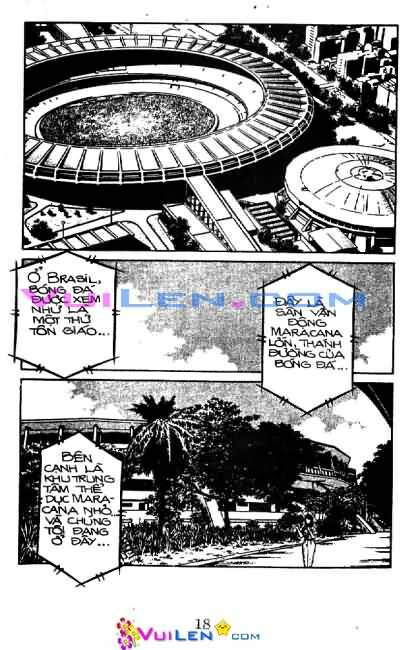 Ở BRASIL,
BÓNG ĐÁ
ĐƯỢC XEM
NHƯ LÀ
MỘT THỨ
TÔN GIÁO...
ĐÂY LÀ
SÂN VẬN
ĐỘNG
MARACANA
LỚN, THÁNH
ĐƯỜNG CỦA
BÓNG ĐÁ...
VUILEN.COM
BÊN
CẠNH LÀ
KHU TRUNG
TÂM THỂ
DỤC MARA-
CANA NHỎ
VÀ CHÚNG
TÔI ĐANG
Ở ĐÂY...
18
VUILEN.COM